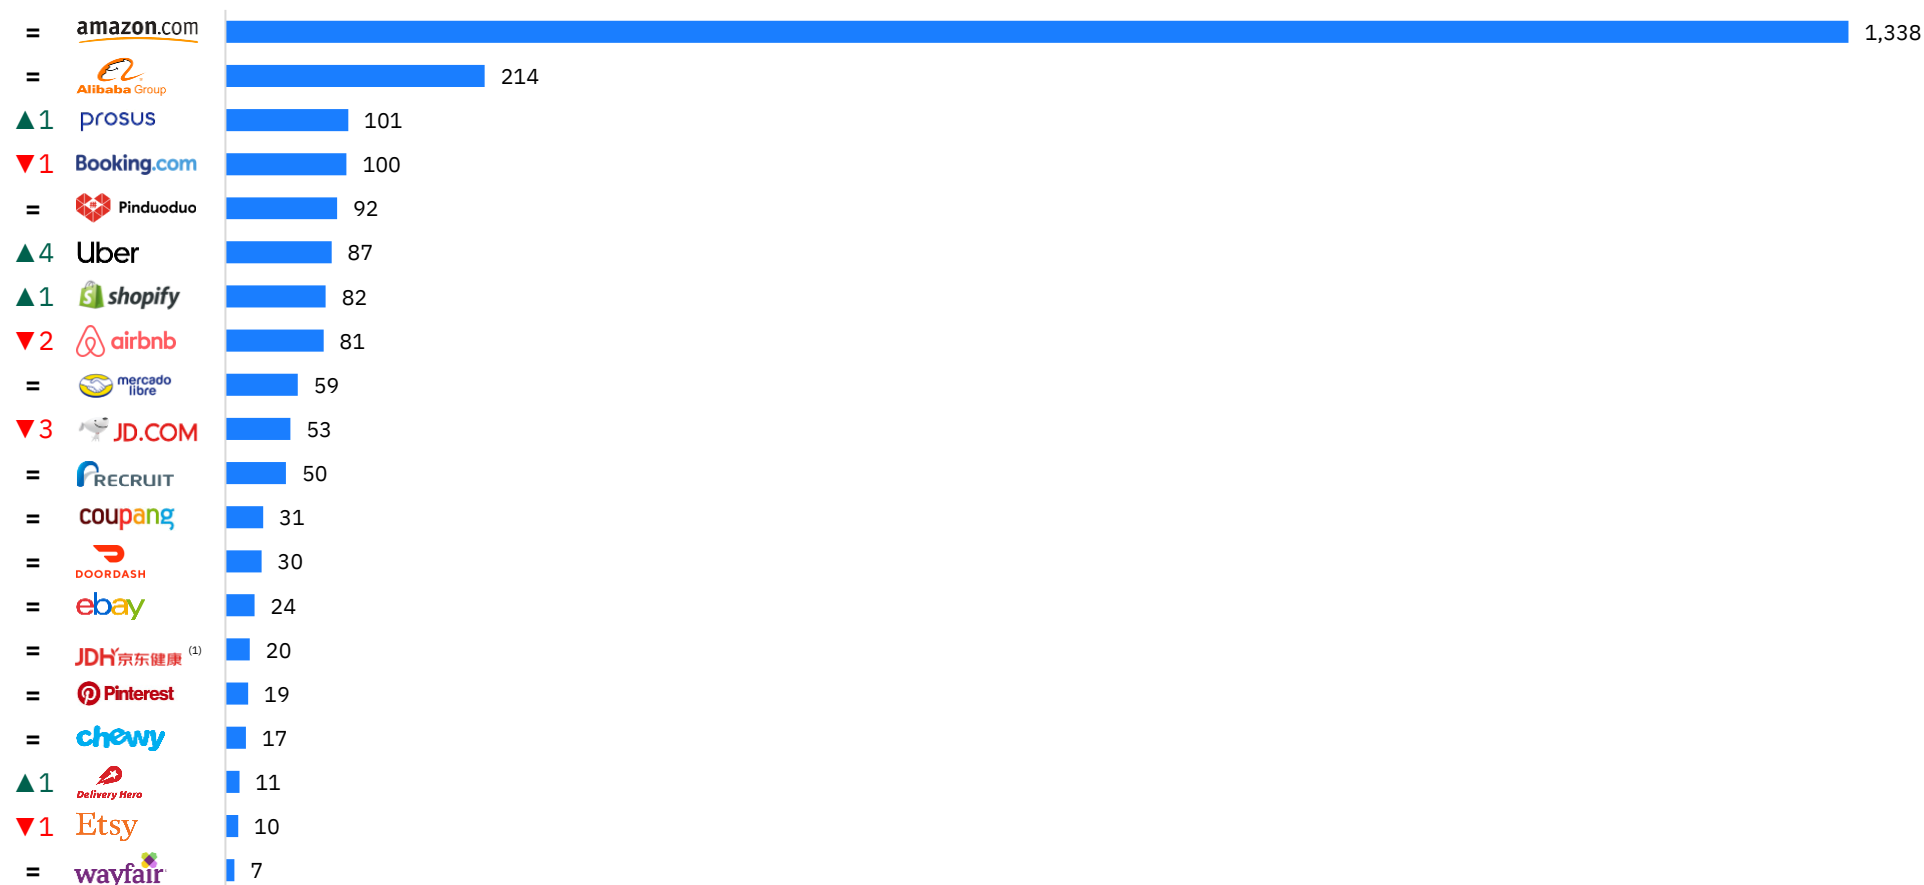 = amazon.com 1,338
= Alibaba Group 214
▲1 prosus 101
▼1 Booking.com 100
= Pinduoduo 92
▲4 Uber 87
▲1 shopify 82
▼2 airbnb 81
= mercado
libre 59
▼3 JD.COM 53
= RECRUIT 50
= coupang 31
= DOORDASH 30
= ebay 24
= JDH京东健康 (1) 20
= Pinterest 19
= chewy 17
▲1 Delivery Hero 11
▼1 Etsy 10
= wayfair 7